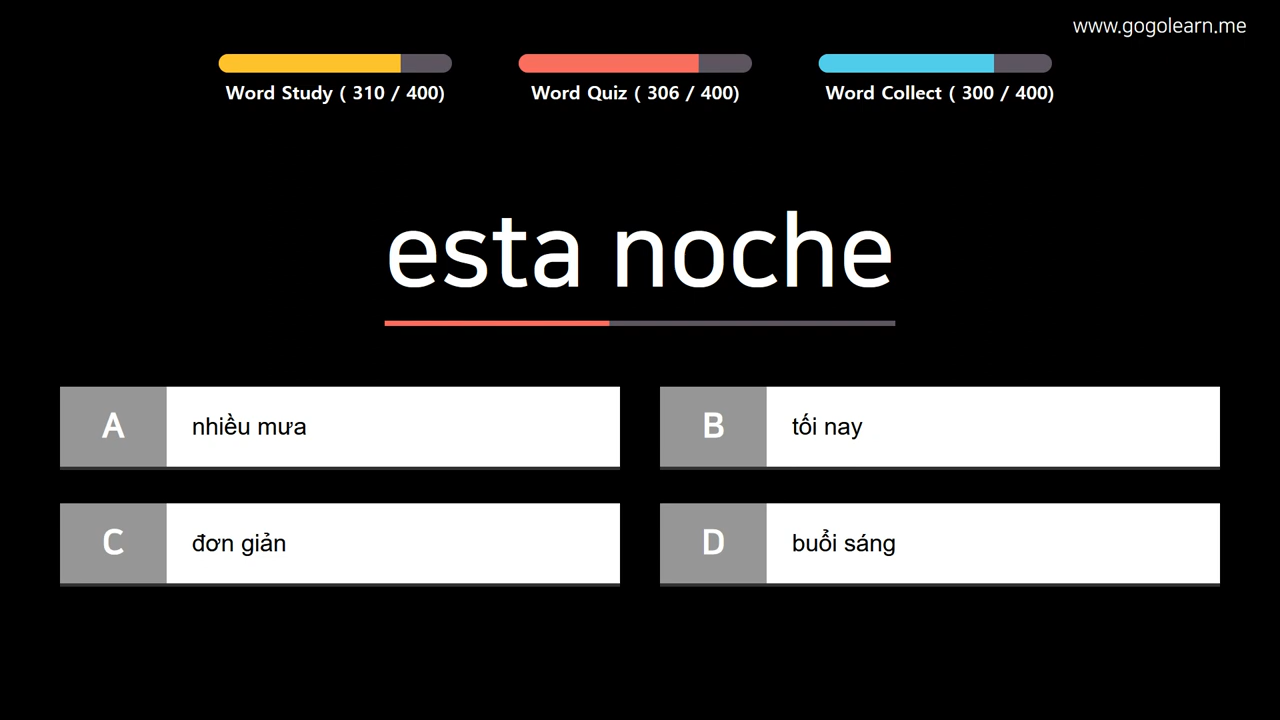 www.gogolearn.me
Word Study ( 310 / 400)
Word Quiz ( 306 / 400)
Word Collect ( 300 / 400)
esta noche
A
nhiều mưa
B
tối nay
C
đơn giản
D
buổi sáng